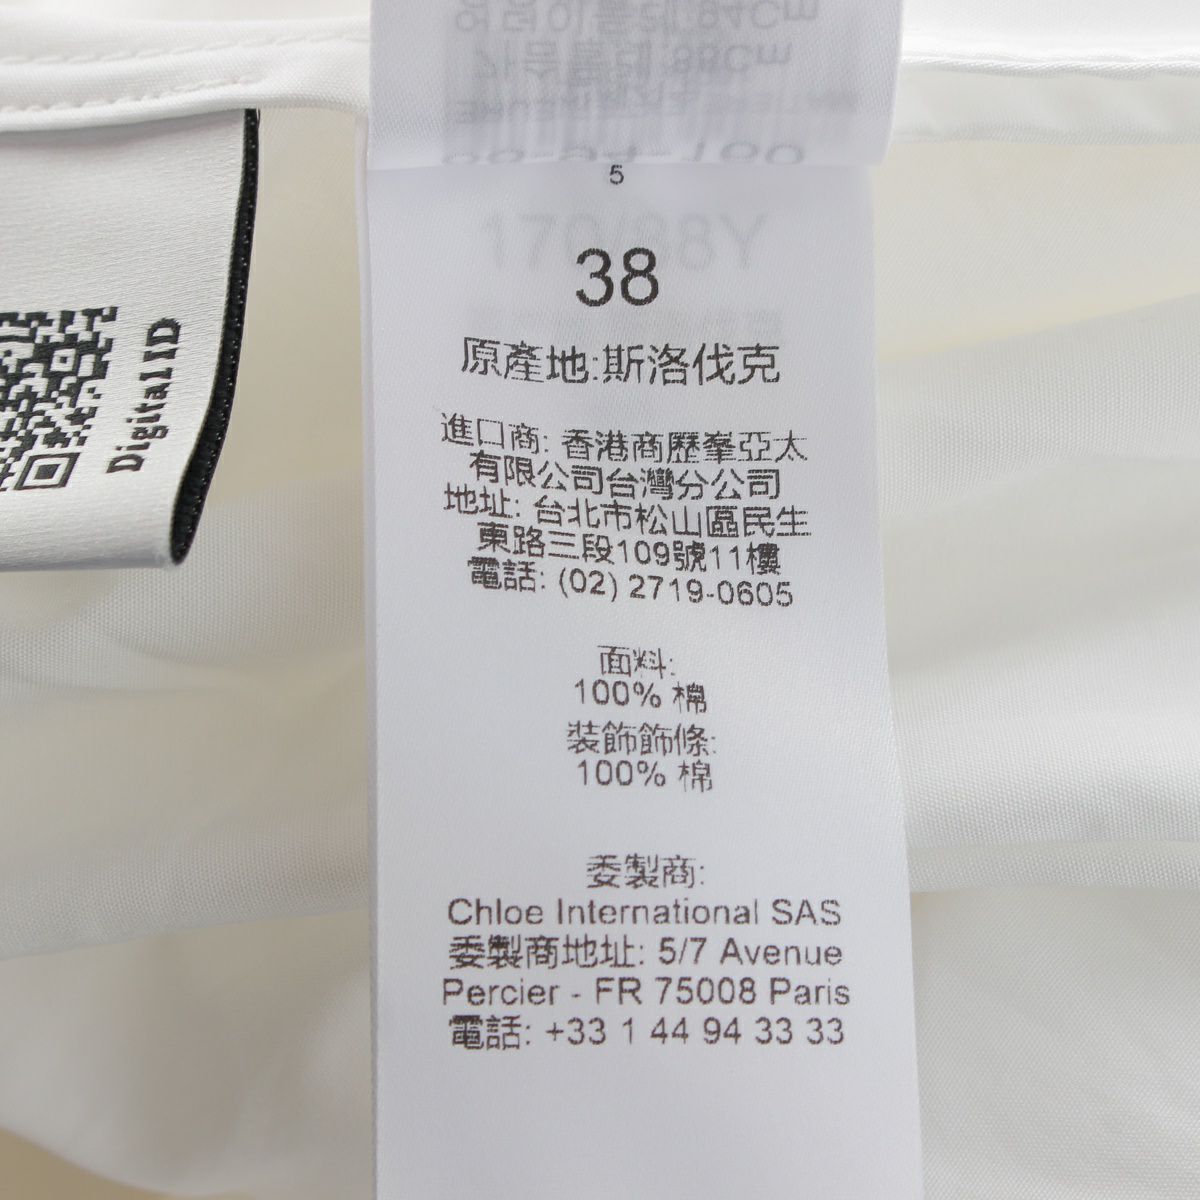 5
38
原產地:斯洛伐克
進口商: 香港商歷峯亞太
有限公司台灣分公司
地址: 台北市松山區民生
東路三段109號11樓
電話: (02) 2719-0605
面料:
100% 棉
裝飾飾條:
100% 棉
委製商:
Chloe International SAS
委製商地址: 5/7 Avenue
Percier - FR 75008 Paris
電話: +33 1 44 94 33 33
Digital ID